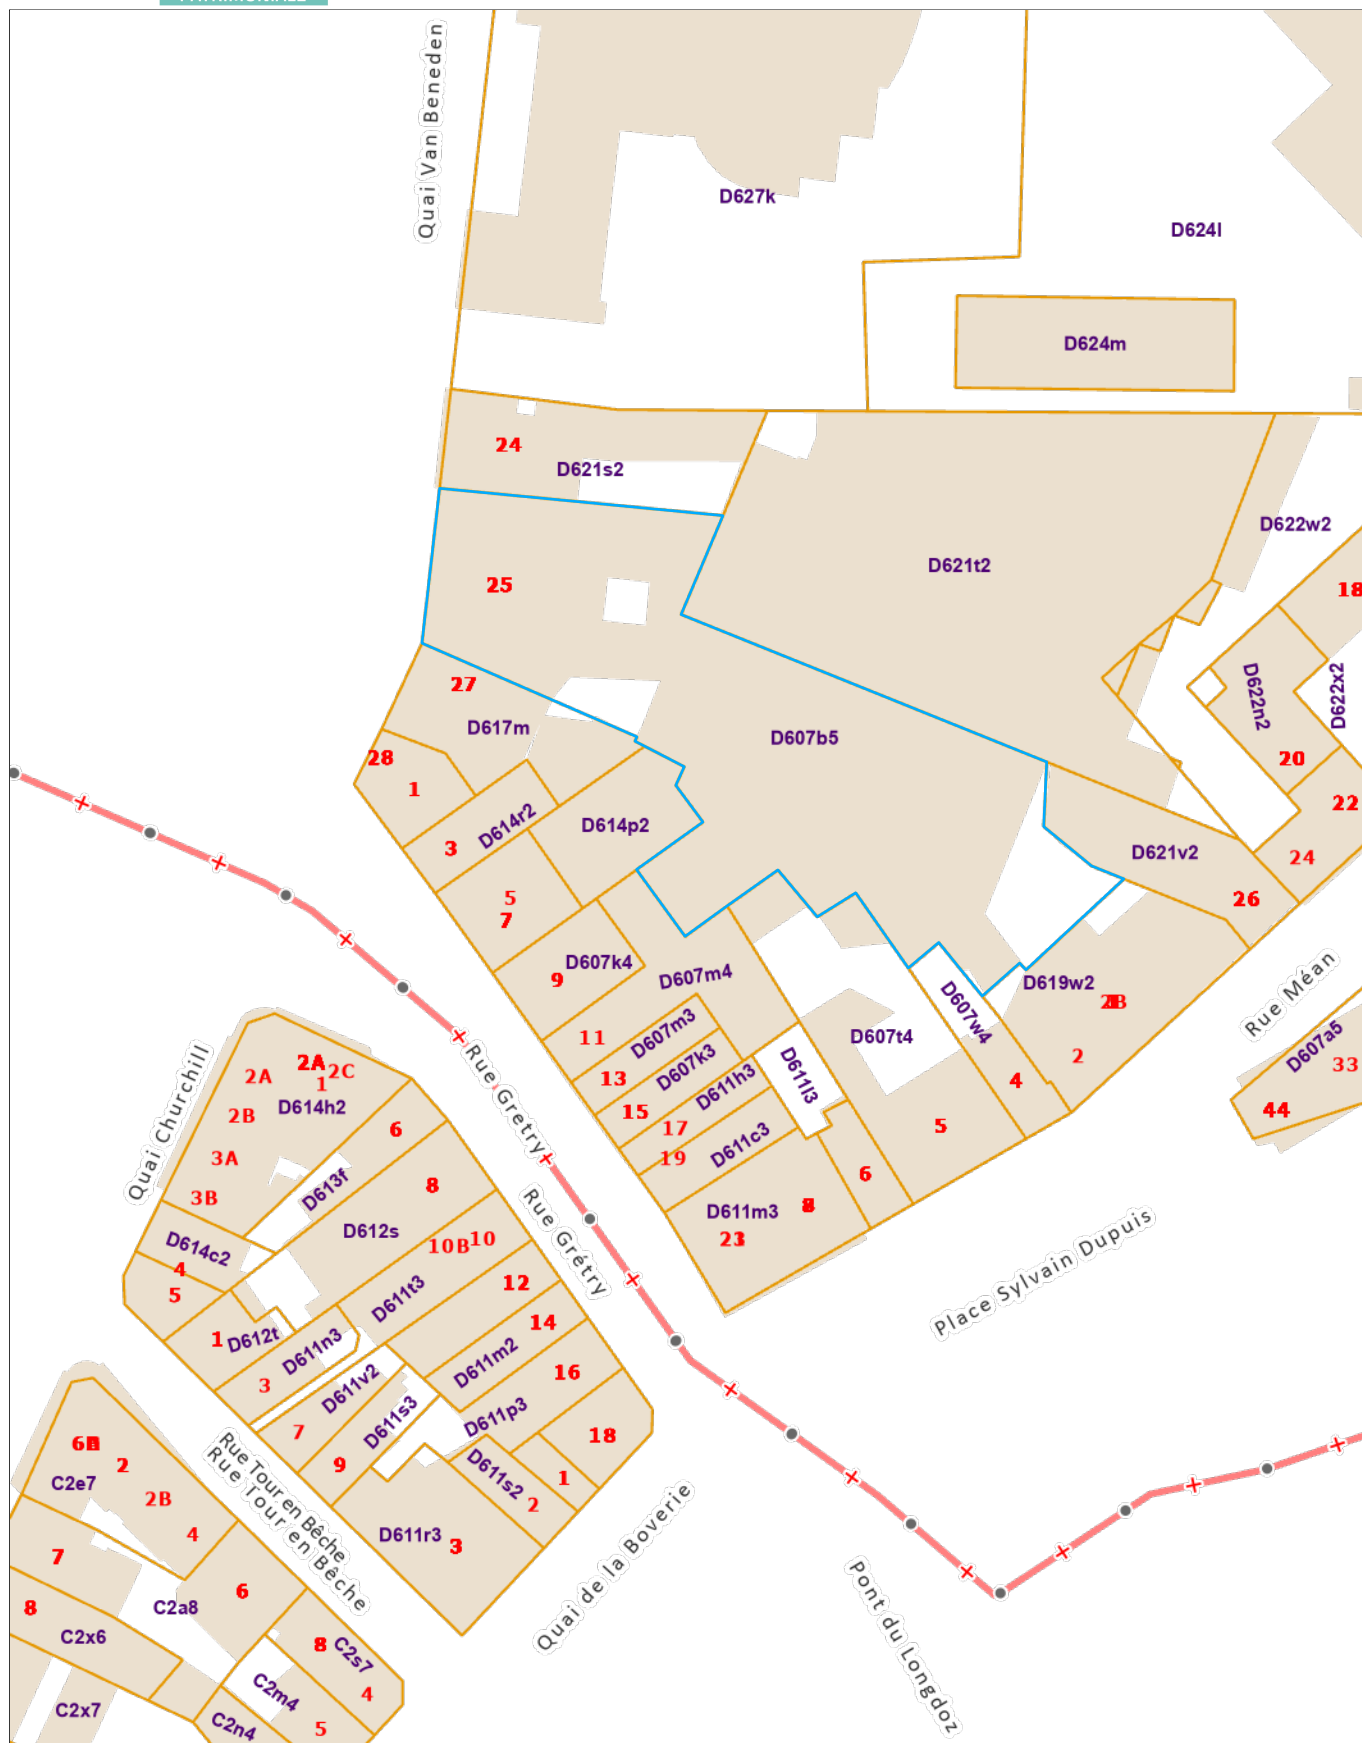 Quai Van Beneden
D627k
D624l
D624m
24
D621s2
D622w2
D621t2
25
18
27
D622x2
D622n2
D617m
D607b5
28
20
1
22
D614r2
D614p2
3
D621v2
24
5
26
7
D607k4
9
D607m4
D619w2
D607w4
2B
Rue Méan
11
D607m3
D607t4
D607a5
33
2
D607k3
13
D611l3
4
D611h3
15
44
17
5
D611c3
19
6
D611m3
8
23
Quai Churchill
2A
2A
2C
1
D614h2
2B
6
3A
D613f
8
3B
D612s
D614c2
10B
10
4
5
D611t3
12
1
D612t
14
D611n3
D611m2
3
16
D611v2
7
D611s3
D611p3
18
9
D611s2
1
2
D611r3
3
Rue Gretry
Rue Grétry
Place Sylvain Dupuis
Quai de la Boverie
Pont du Longdoz
Rue Tour en Bêche
Rue Tour en Bêche
2
C2e7
2B
4
7
6
8
C2a8
C2x6
8
C2s7
C2m4
4
C2x7
C2n4
5